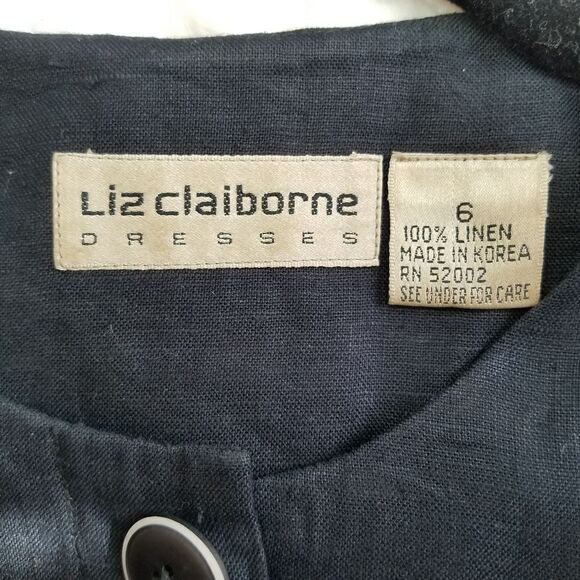 Liz claiborne
DRESSES
6
100% LINEN
MADE IN KOREA
RN 52002
SEE UNDER FOR CARE